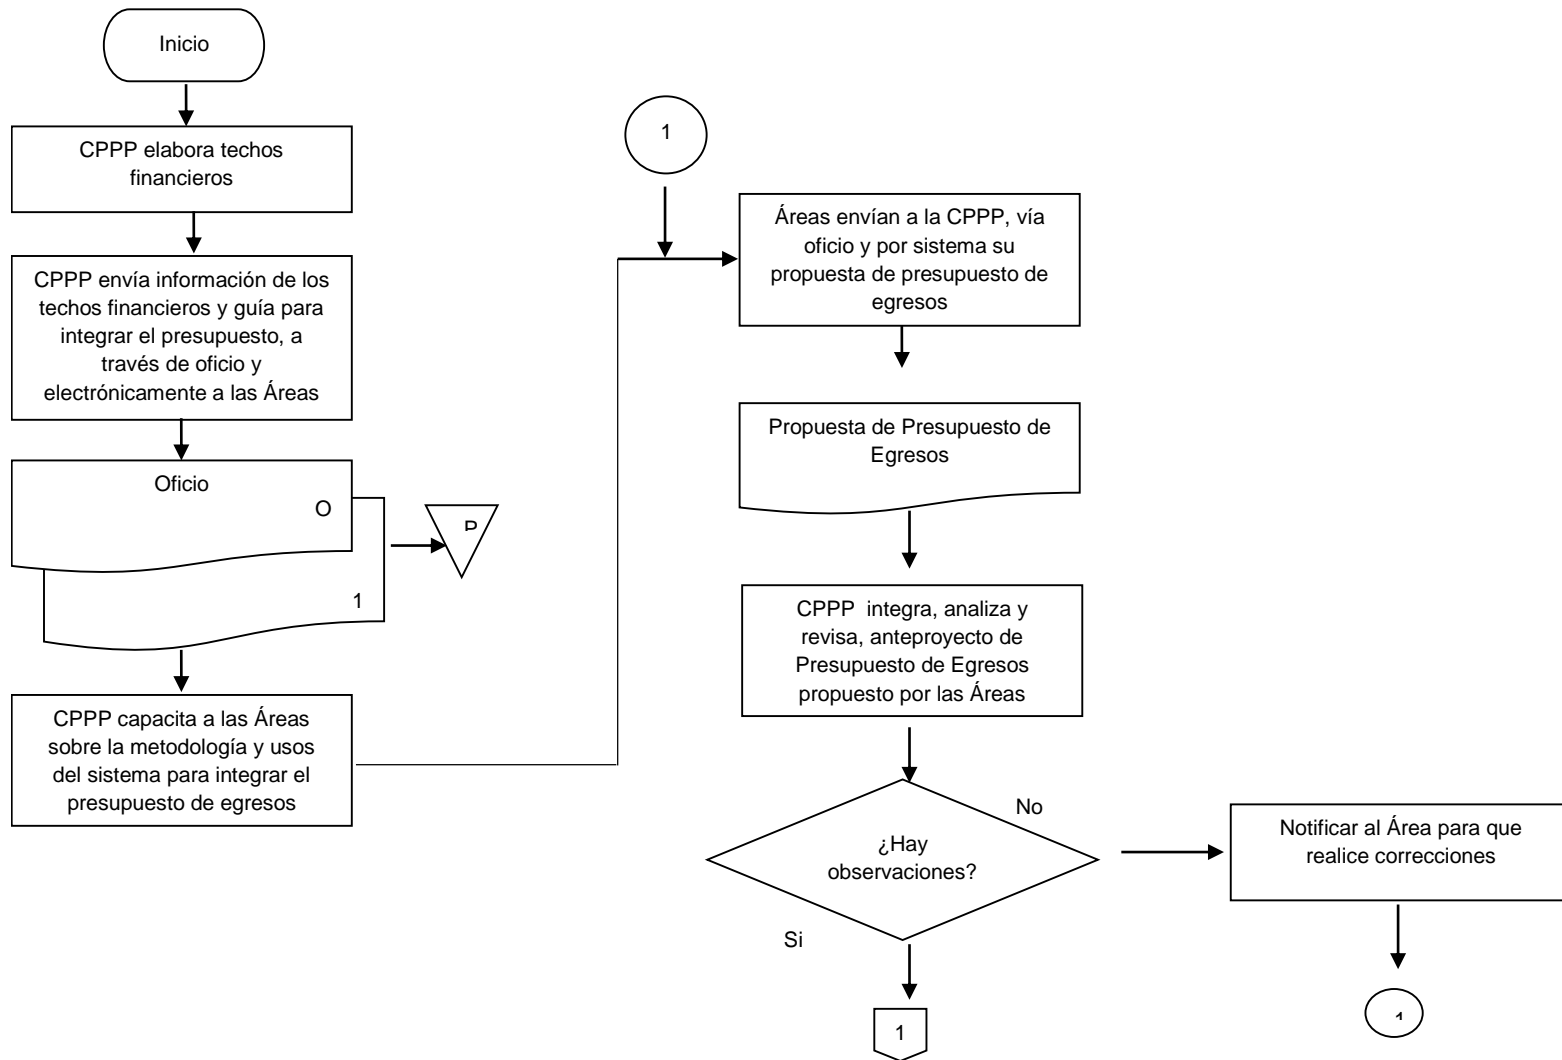 Inicio
CPPP elabora techos
financieros
CPPP envía información de los
techos financieros y guía para
integrar el presupuesto, a
través de oficio y
electrónicamente a las Áreas
Oficio
O
1
P
CPPP capacita a las Áreas
sobre la metodología y usos
del sistema para integrar el
presupuesto de egresos
1
Áreas envían a la CPPP, vía
oficio y por sistema su
propuesta de presupuesto de
egresos
Propuesta de Presupuesto de
Egresos
CPPP  integra, analiza y
revisa, anteproyecto de
Presupuesto de Egresos
propuesto por las Áreas
¿Hay
observaciones?
No
Si
1
Notificar al Área para que
realice correcciones
1